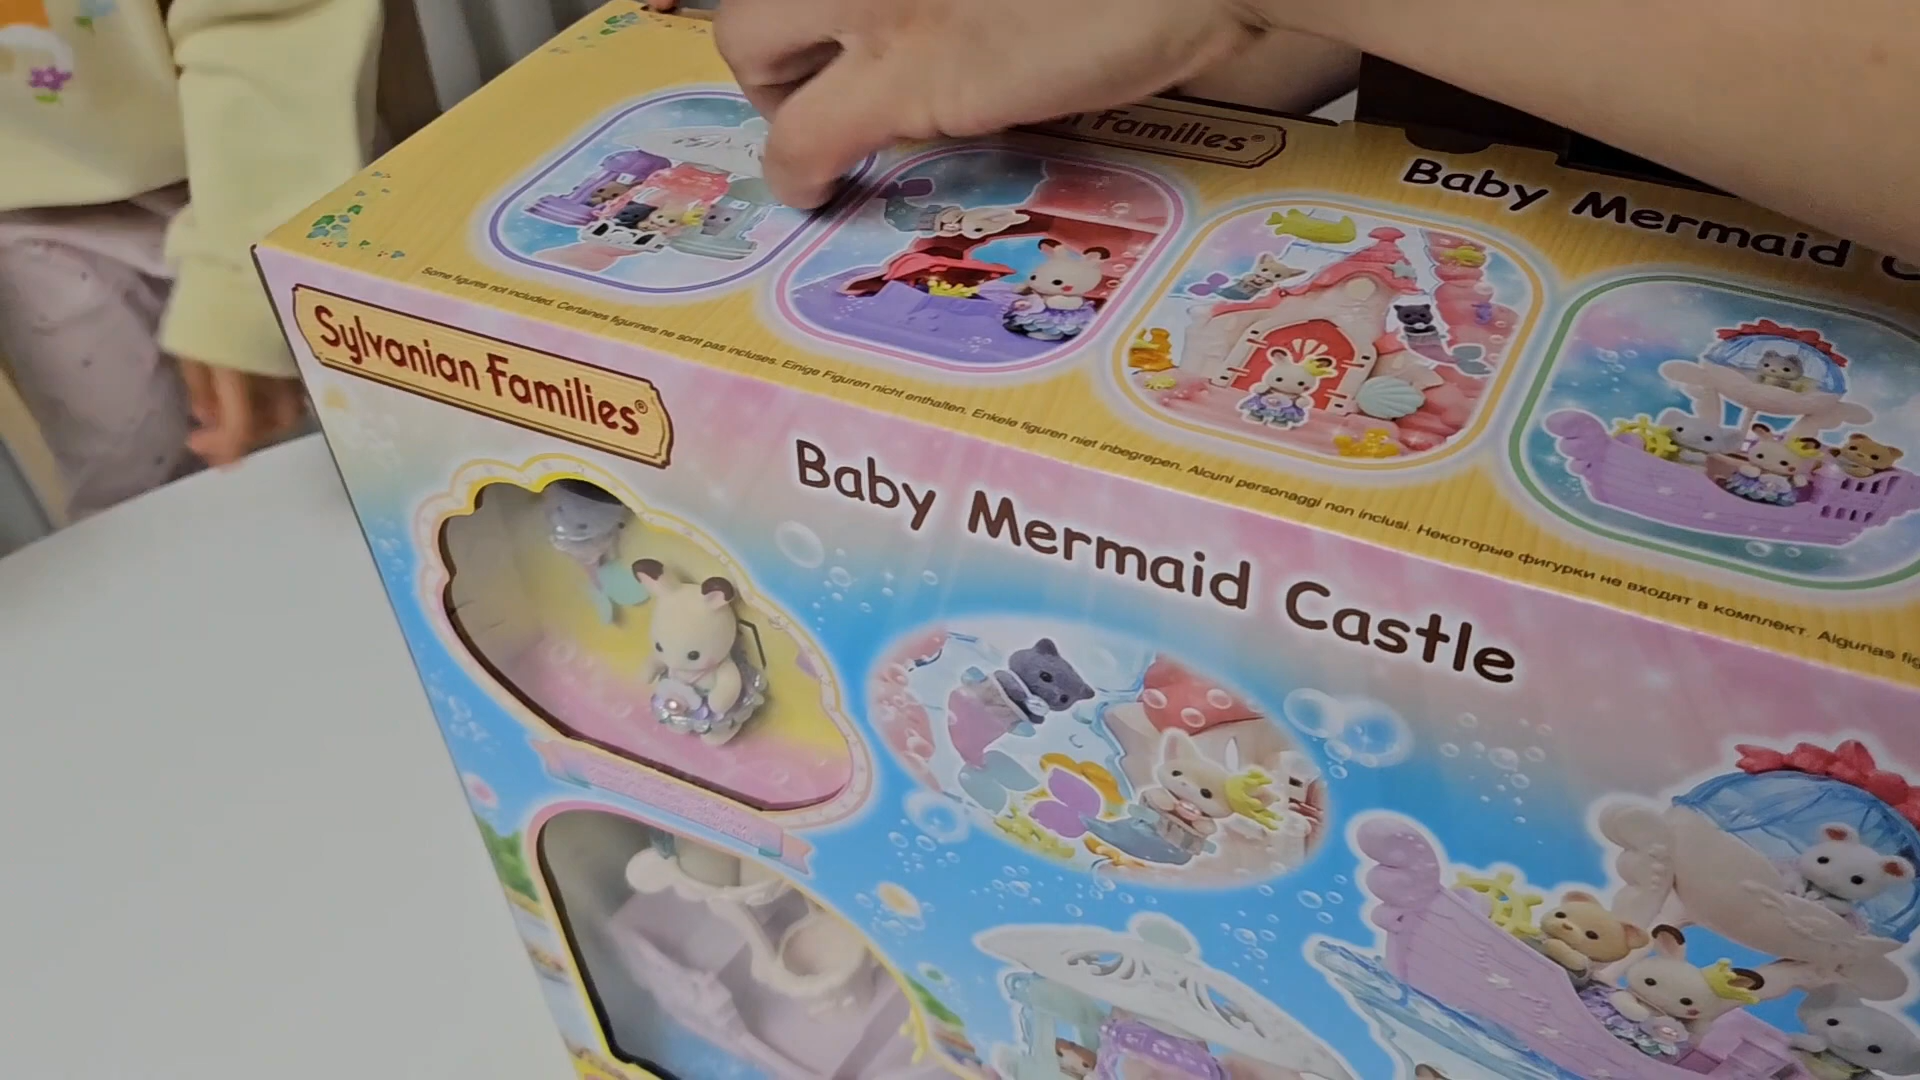 Families®
Baby Mermaid C
Some figures not included. Certaines figurines ne sont pas incluses. Einige Figuren nicht enthalten. Enkele figuren niet inbegrepen. Alcuni personaggi non inclusi. Некоторые фигурки не входят в комплект. Algunas fig
Sylvanian Families®
Baby Mermaid Castle